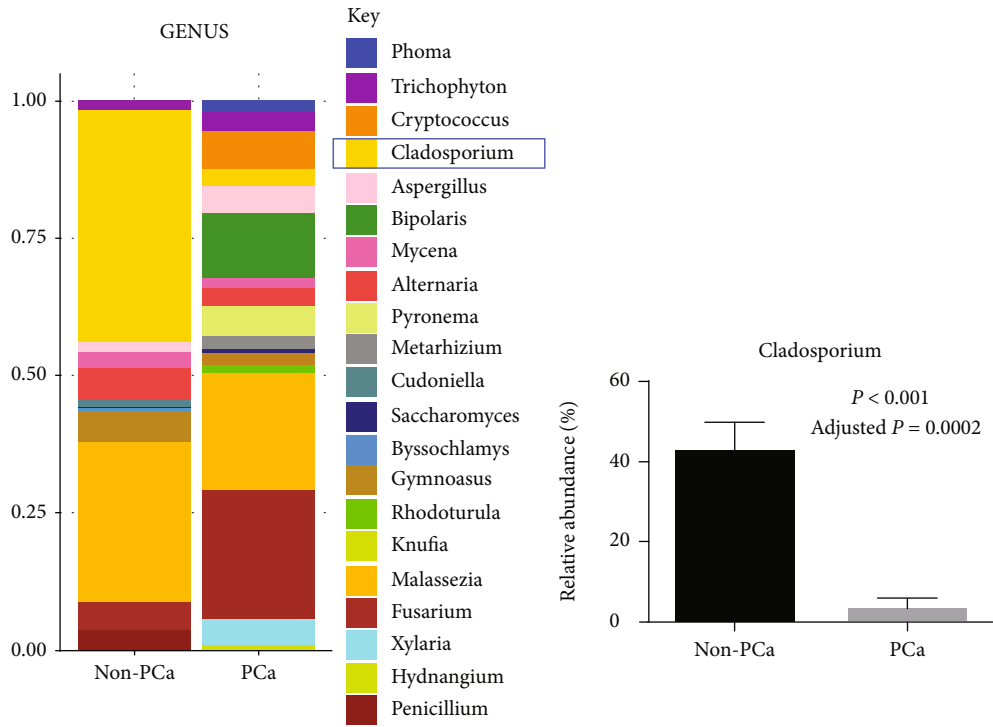 GENUS
1.00
0.75
0.50
0.25
0.00
Non-PCa
PCa
Key
Phoma
Trichophyton
Cryptococcus
Cladosporium
Aspergillus
Bipolaris
Mycena
Alternaria
Pyronema
Metarhizium
Cudoniella
Saccharomyces
Byssochlamys
Gymnoasus
Rhodoturula
Knufia
Malassezia
Fusarium
Xylaria
Hydnangium
Penicillium
Cladosporium
Relative abundance (%)
60
40
20
0
P < 0.001
Adjusted P = 0.0002
Non-PCa
PCa